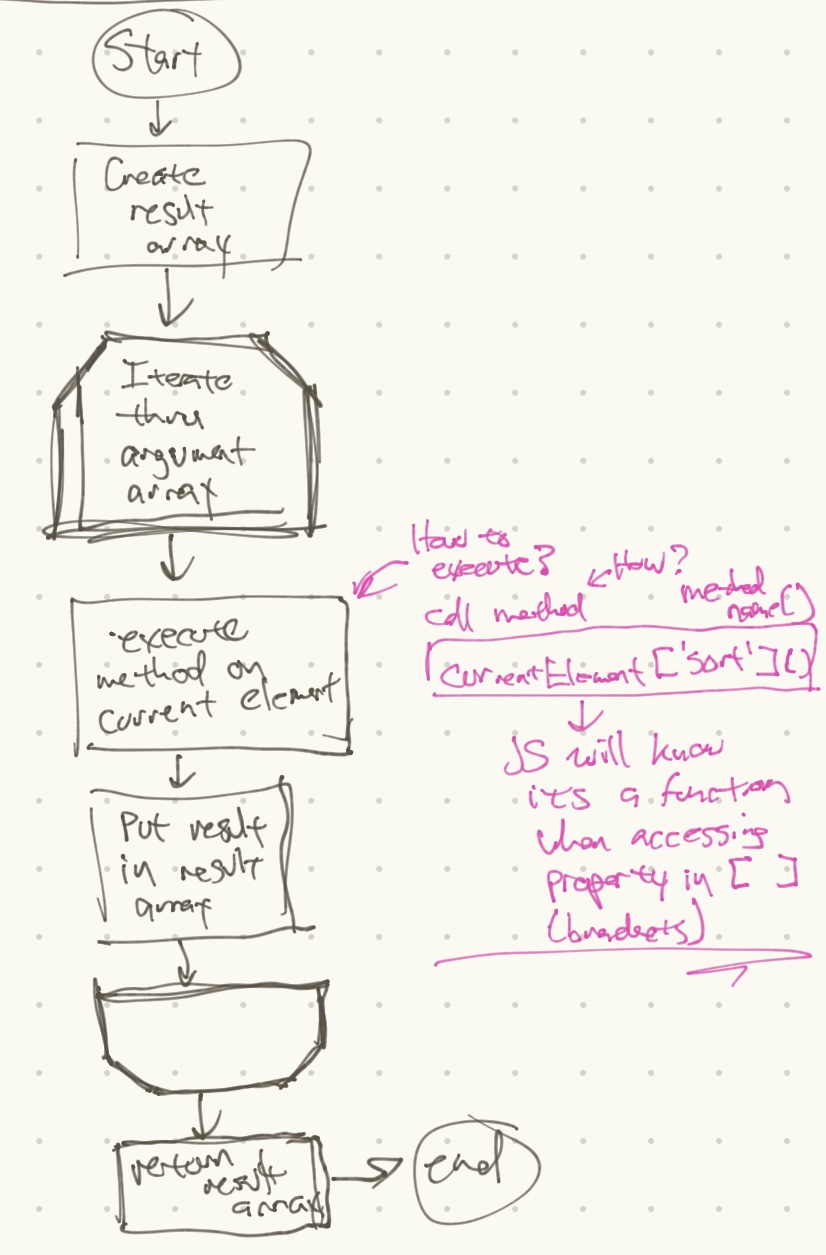 Start
Create
result
array
Iterate
thru
argument
array
execute
method on
current element
Put result
in result
array
return
result
array
end
How to
execute?
How?
call method
method
name()
currentElement['sort']()
JS will know
it's a function
when accessing
property in [ ]
(brackets)